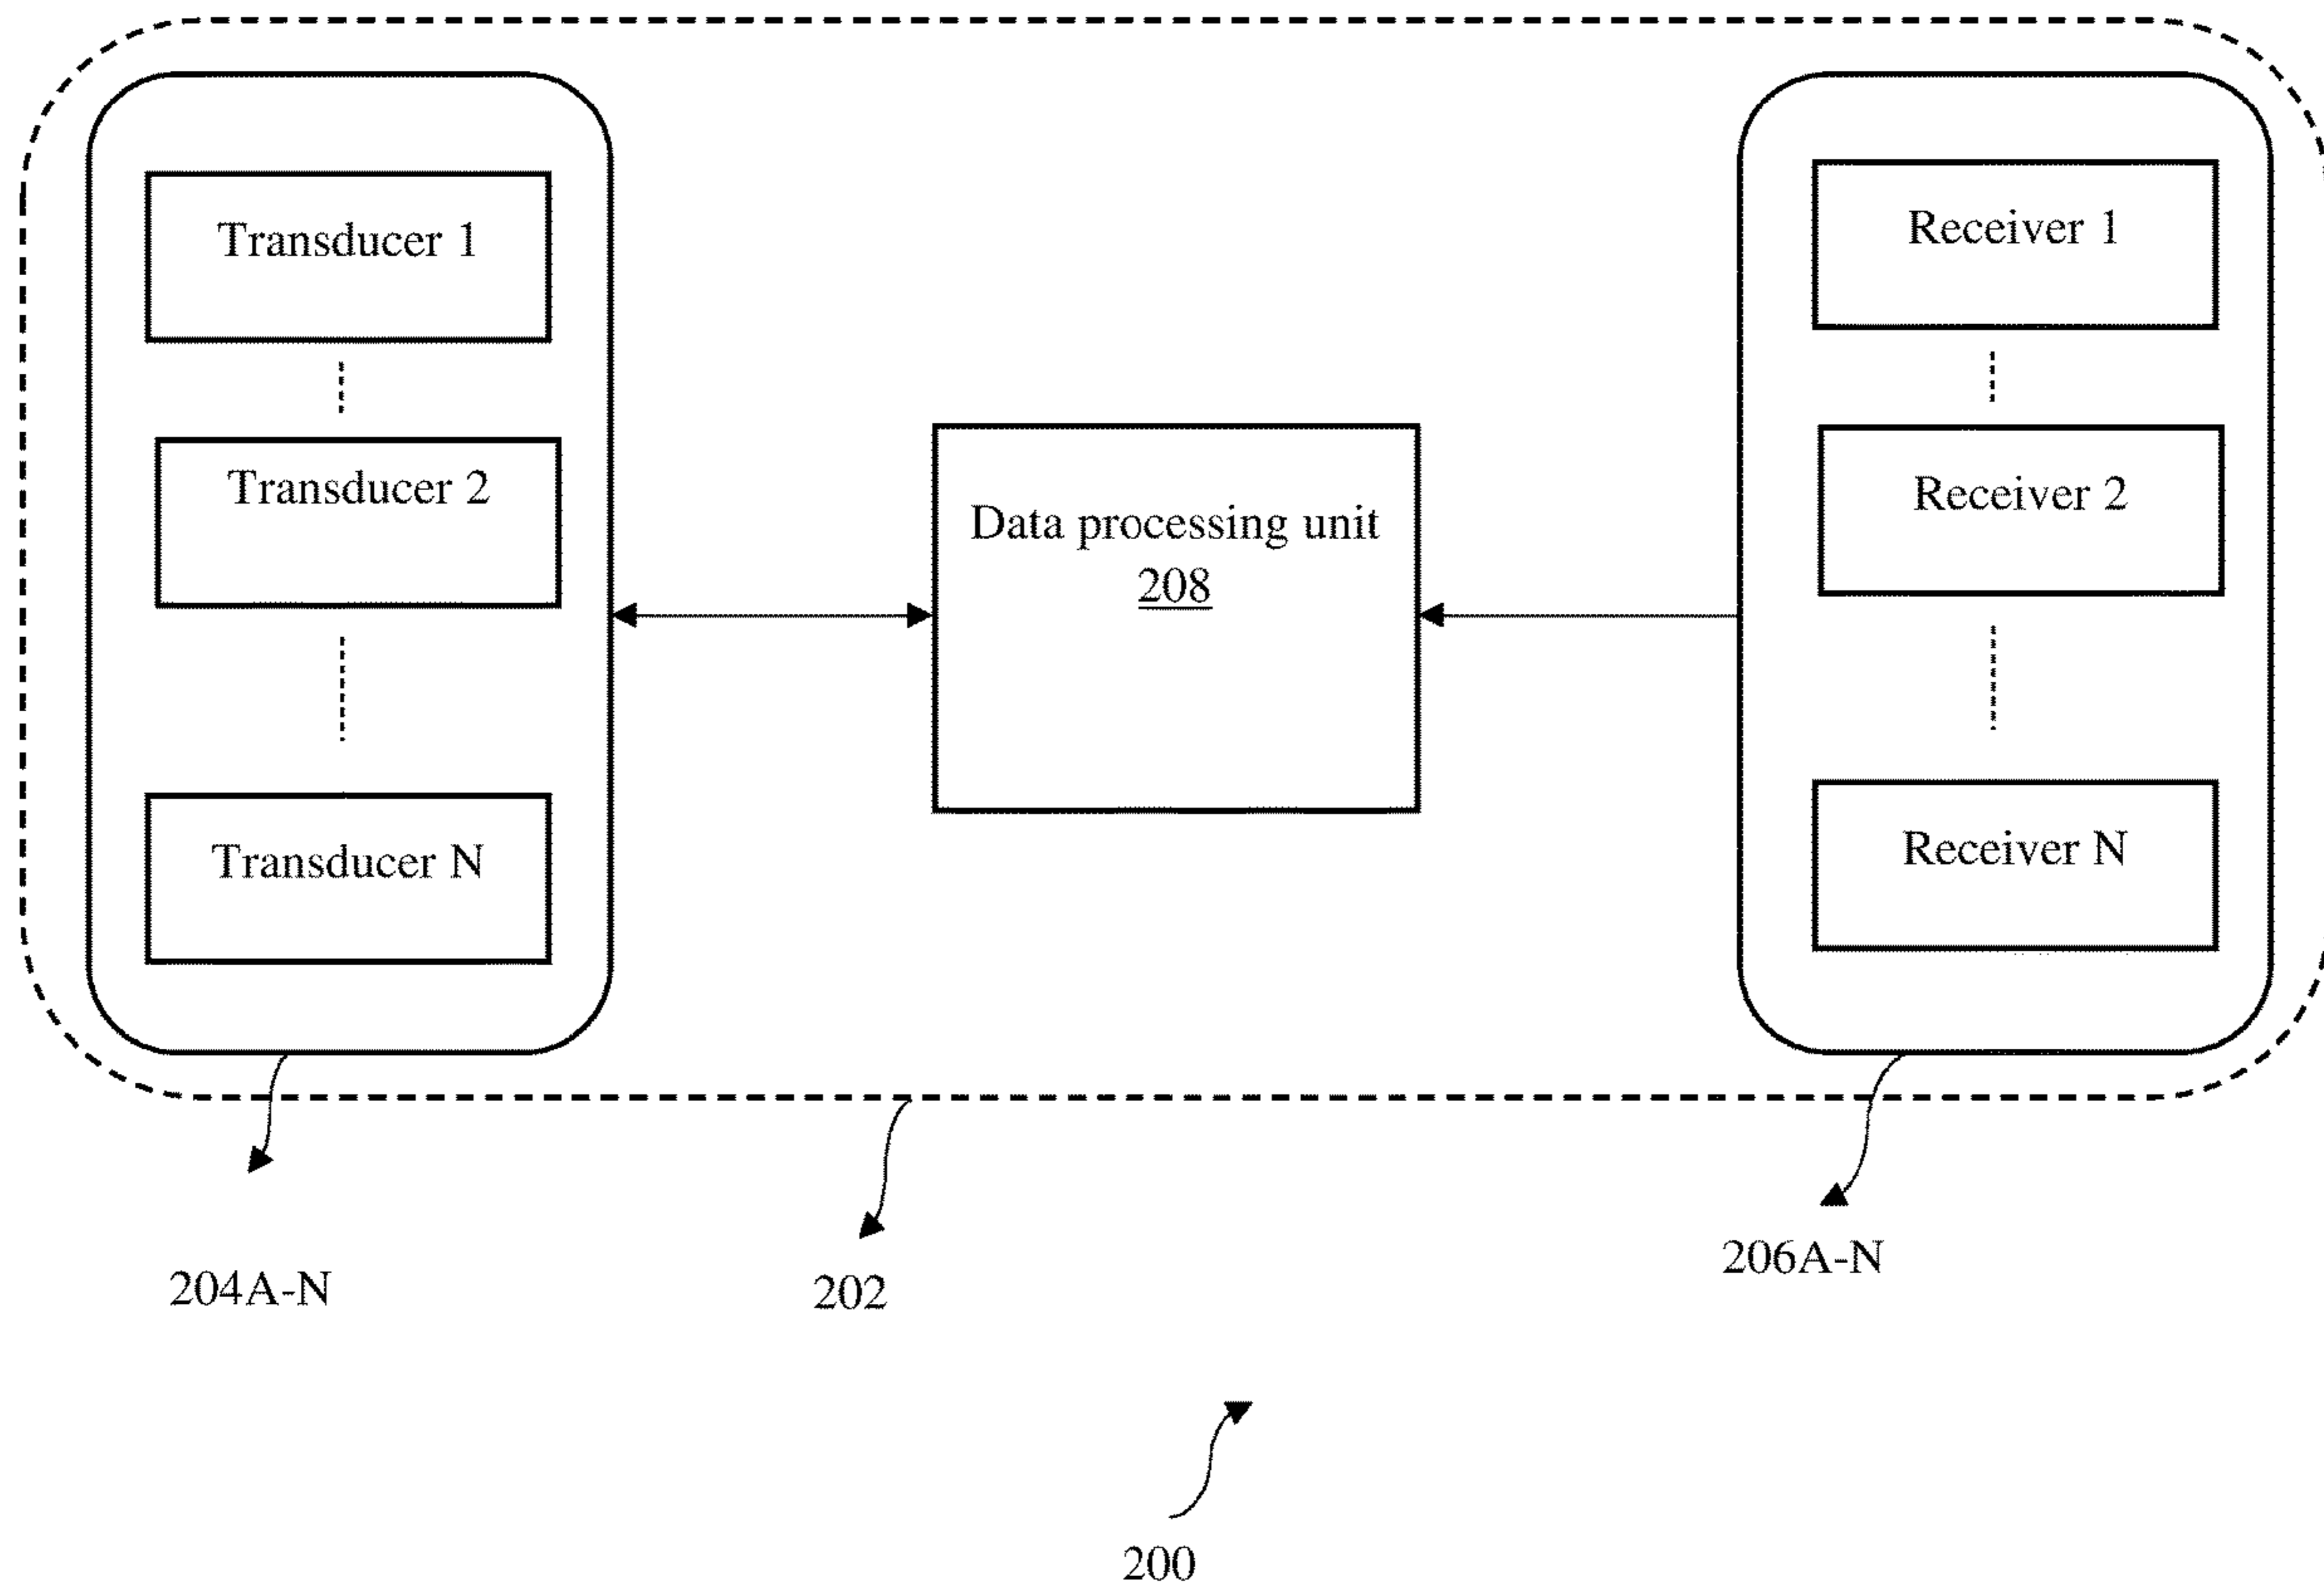 Transducer 1
Transducer 2
Transducer N
Data processing unit
208
Receiver 1
Receiver 2
Receiver N
204A-N
202
206A-N
200